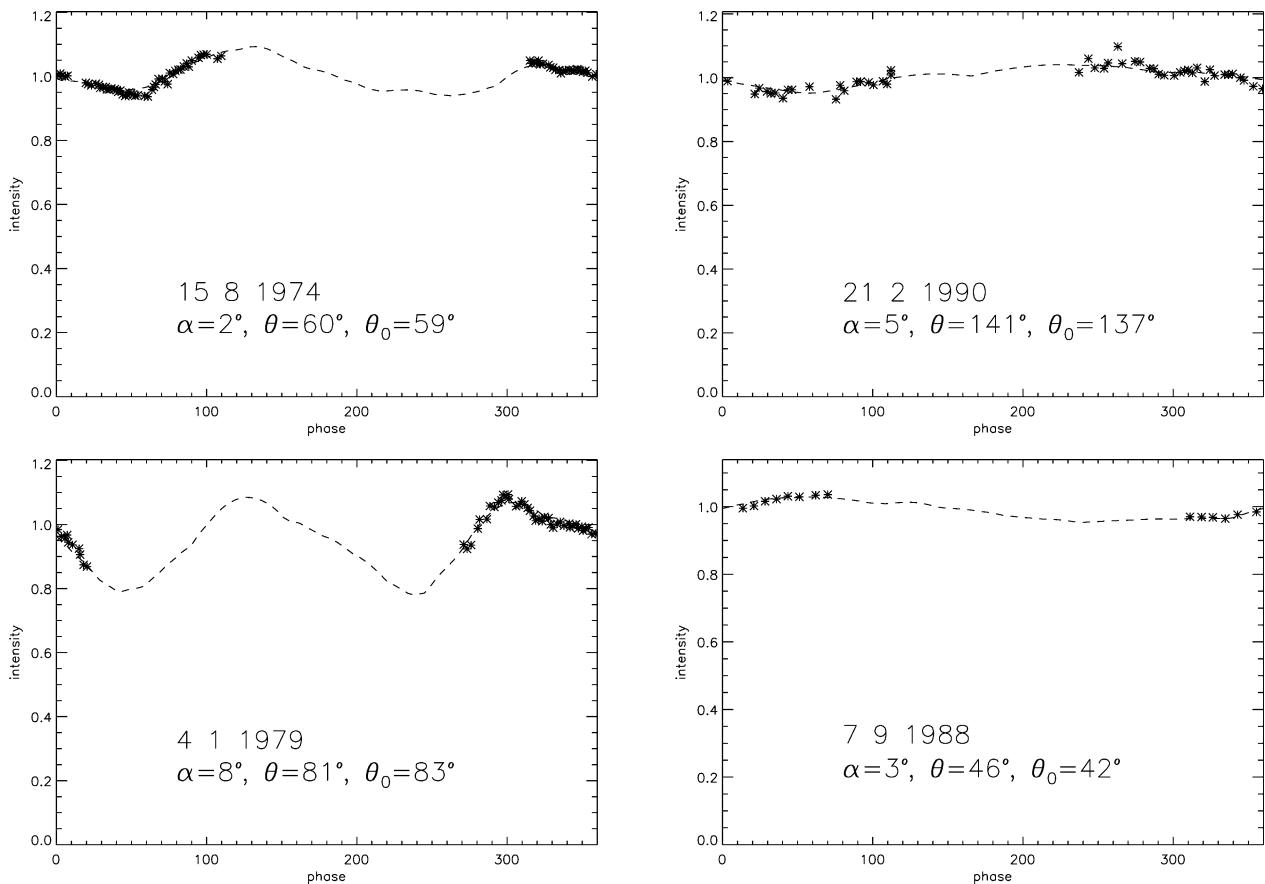 1.2
1.0
0.8
0.6
0.4
0.2
0.0
intensity
15 8 1974
α=2°, θ=60°, θ₀=59°
0 100 200 300
phase
1.2
1.0
0.8
0.6
0.4
0.2
0.0
intensity
21 2 1990
α=5°, θ=141°, θ₀=137°
0 100 200 300
phase
1.2
1.0
0.8
0.6
0.4
0.2
0.0
intensity
4 1 1979
α=8°, θ=81°, θ₀=83°
0 100 200 300
phase
1.0
0.8
0.6
0.4
0.2
0.0
intensity
7 9 1988
α=3°, θ=46°, θ₀=42°
0 100 200 300
phase